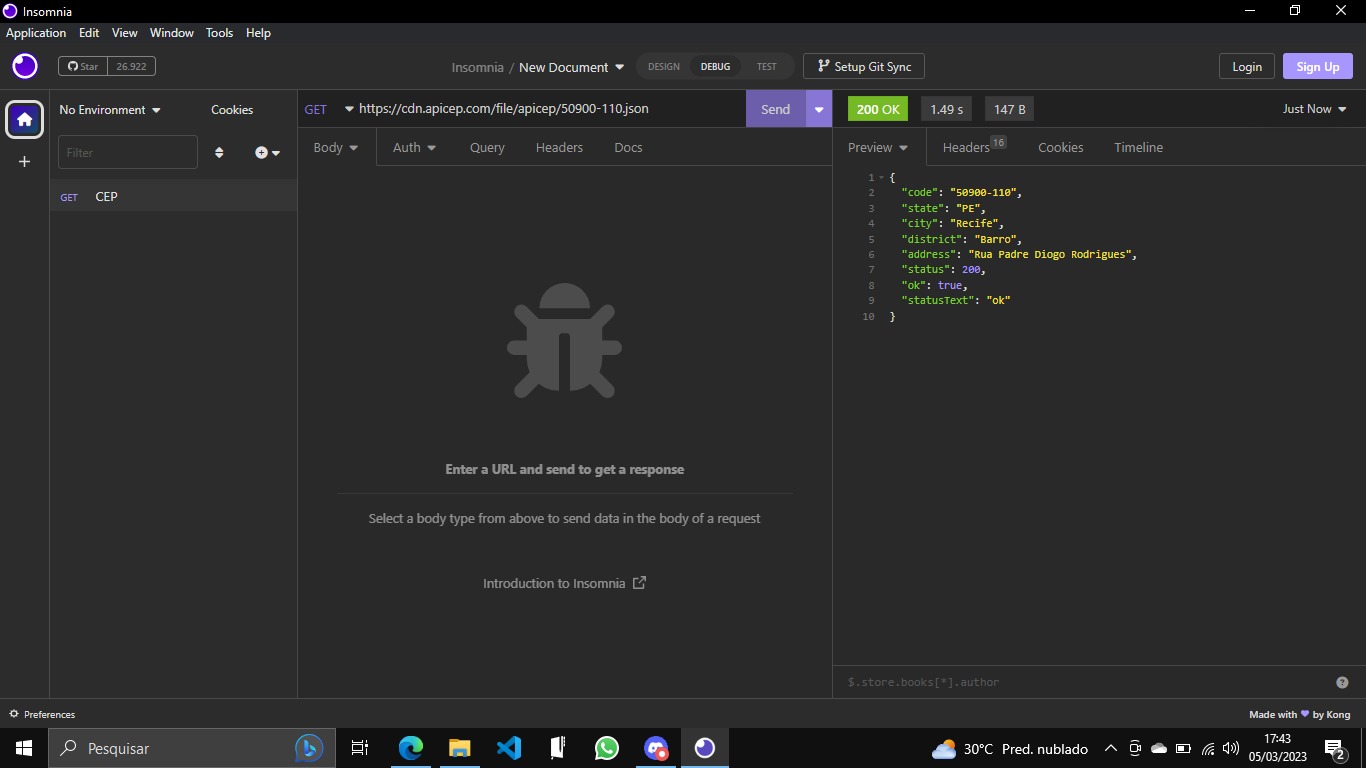 Insomnia
Application Edit View Window Tools Help
Star 26.922
Insomnia / New Document
DESIGN DEBUG TEST
Setup Git Sync
Login Sign Up
No Environment Cookies
GET https://cdn.apicep.com/file/apicep/50900-110.json Send
200 OK 1.49 s 147 B Just Now
Filter
Body Auth Query Headers Docs
Preview Headers 16 Cookies Timeline
GET CEP
1 {
2 "code": "50900-110",
3 "state": "PE",
4 "city": "Recife",
5 "district": "Barro",
6 "address": "Rua Padre Diogo Rodrigues",
7 "status": 200,
8 "ok": true,
9 "statusText": "ok"
10 }
Enter a URL and send to get a response
Select a body type from above to send data in the body of a request
Introduction to Insomnia
$.store.books[*].author
Preferences
Made with by Kong
Pesquisar
30°C Pred. nublado
17:43
05/03/2023
2